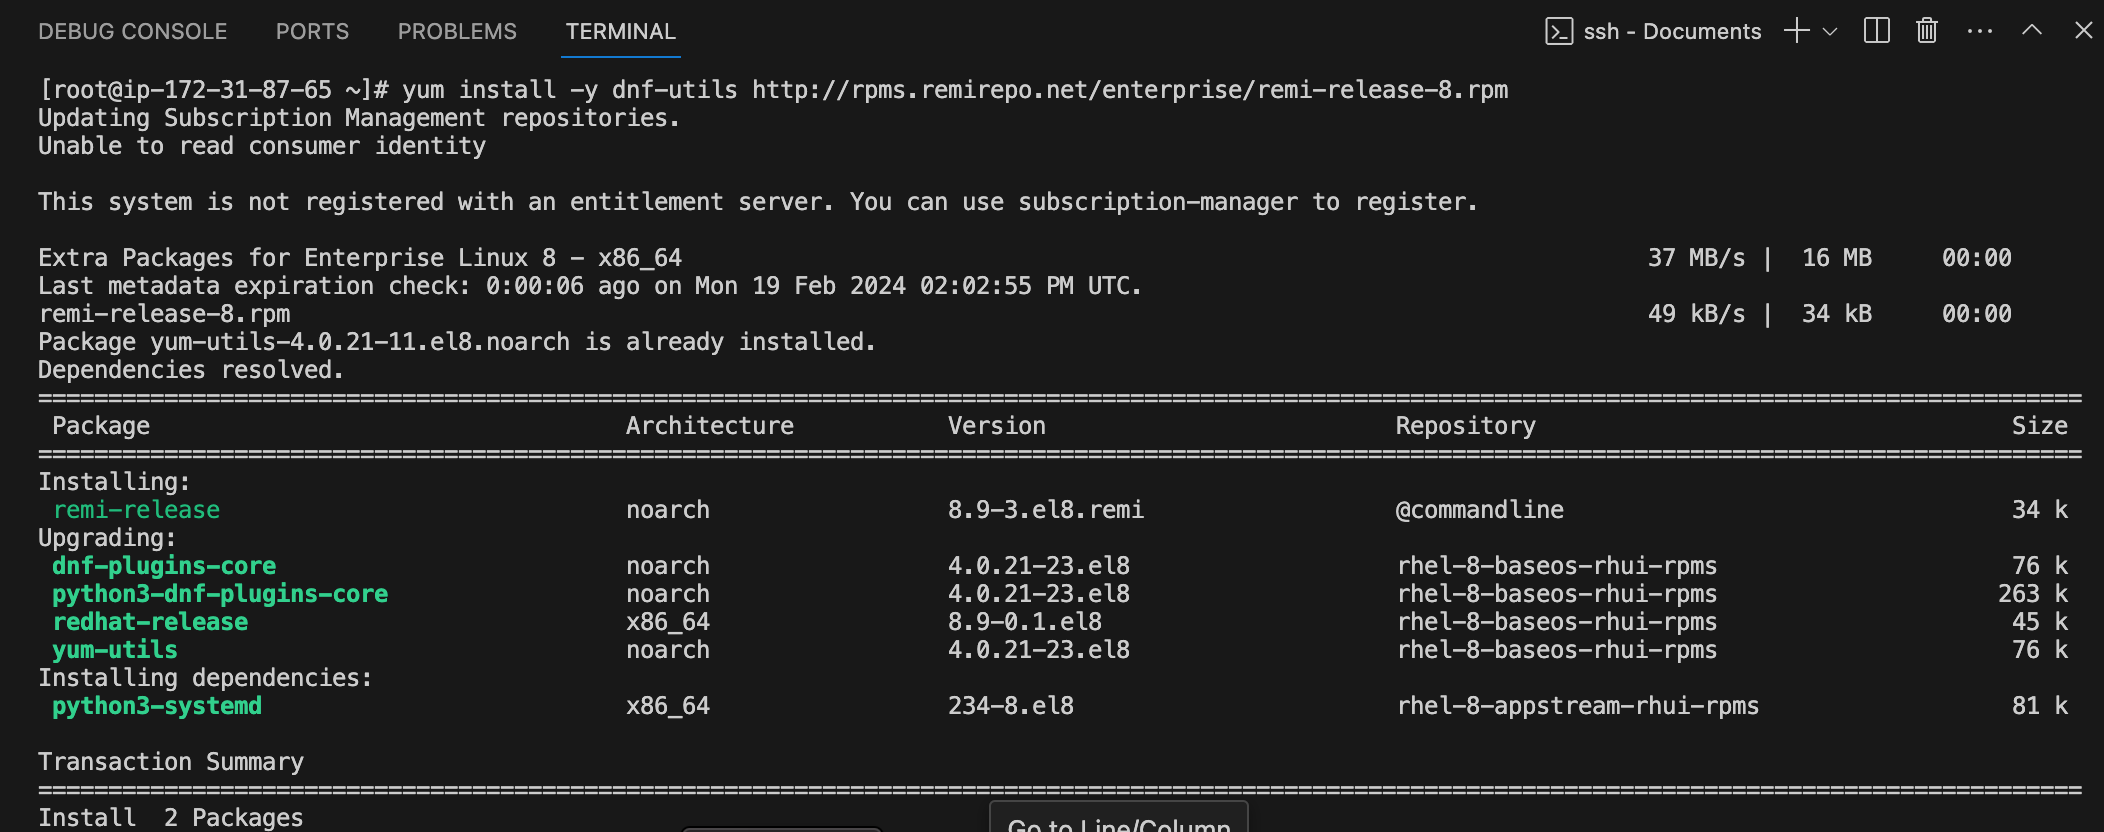 DEBUG CONSOLE PORTS PROBLEMS TERMINAL ssh - Documents
[root@ip-172-31-87-65 ~]# yum install -y dnf-utils http://rpms.remirepo.net/enterprise/remi-release-8.rpm
Updating Subscription Management repositories.
Unable to read consumer identity
This system is not registered with an entitlement server. You can use subscription-manager to register.
Extra Packages for Enterprise Linux 8 - x86_64 37 MB/s | 16 MB 00:00
Last metadata expiration check: 0:00:06 ago on Mon 19 Feb 2024 02:02:55 PM UTC.
remi-release-8.rpm 49 kB/s | 34 kB 00:00
Package yum-utils-4.0.21-11.el8.noarch is already installed.
Dependencies resolved.
Package Architecture Version Repository Size
Installing:
remi-release noarch 8.9-3.el8.remi @commandline 34 k
Upgrading:
dnf-plugins-core noarch 4.0.21-23.el8 rhel-8-baseos-rhui-rpms 76 k
python3-dnf-plugins-core noarch 4.0.21-23.el8 rhel-8-baseos-rhui-rpms 263 k
redhat-release x86_64 8.9-0.1.el8 rhel-8-baseos-rhui-rpms 45 k
yum-utils noarch 4.0.21-23.el8 rhel-8-baseos-rhui-rpms 76 k
Installing dependencies:
python3-systemd x86_64 234-8.el8 rhel-8-appstream-rhui-rpms 81 k
Transaction Summary
Install 2 Packages
Go to Line/Column